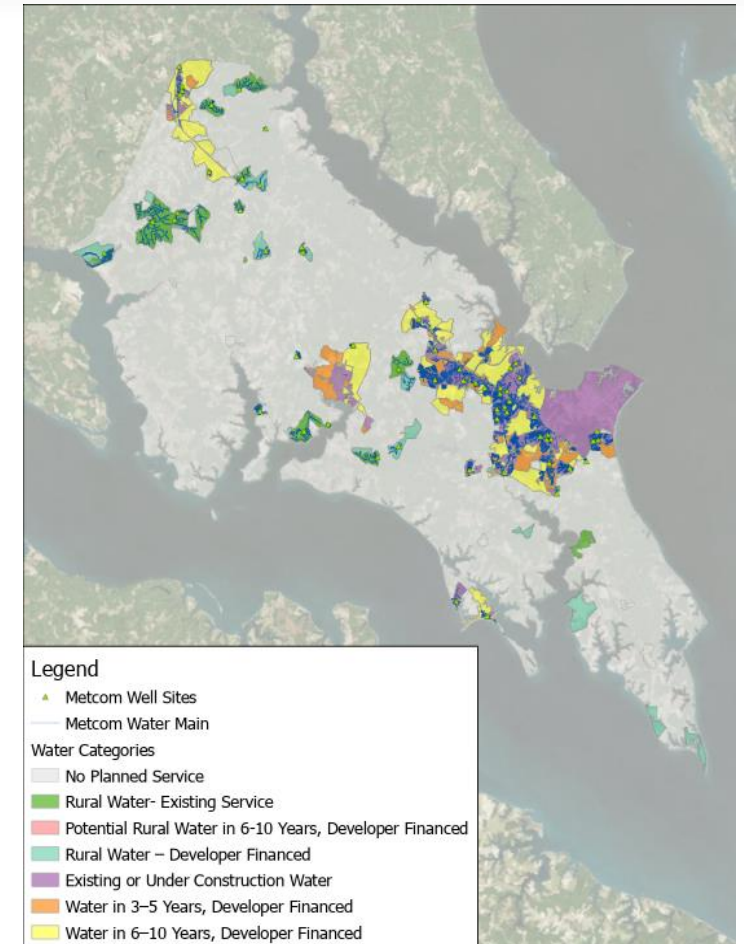 Legend
Metcom Well Sites
Metcom Water Main
Water Categories
No Planned Service
Rural Water- Existing Service
Potential Rural Water in 6-10 Years, Developer Financed
Rural Water – Developer Financed
Existing or Under Construction Water
Water in 3–5 Years, Developer Financed
Water in 6–10 Years, Developer Financed